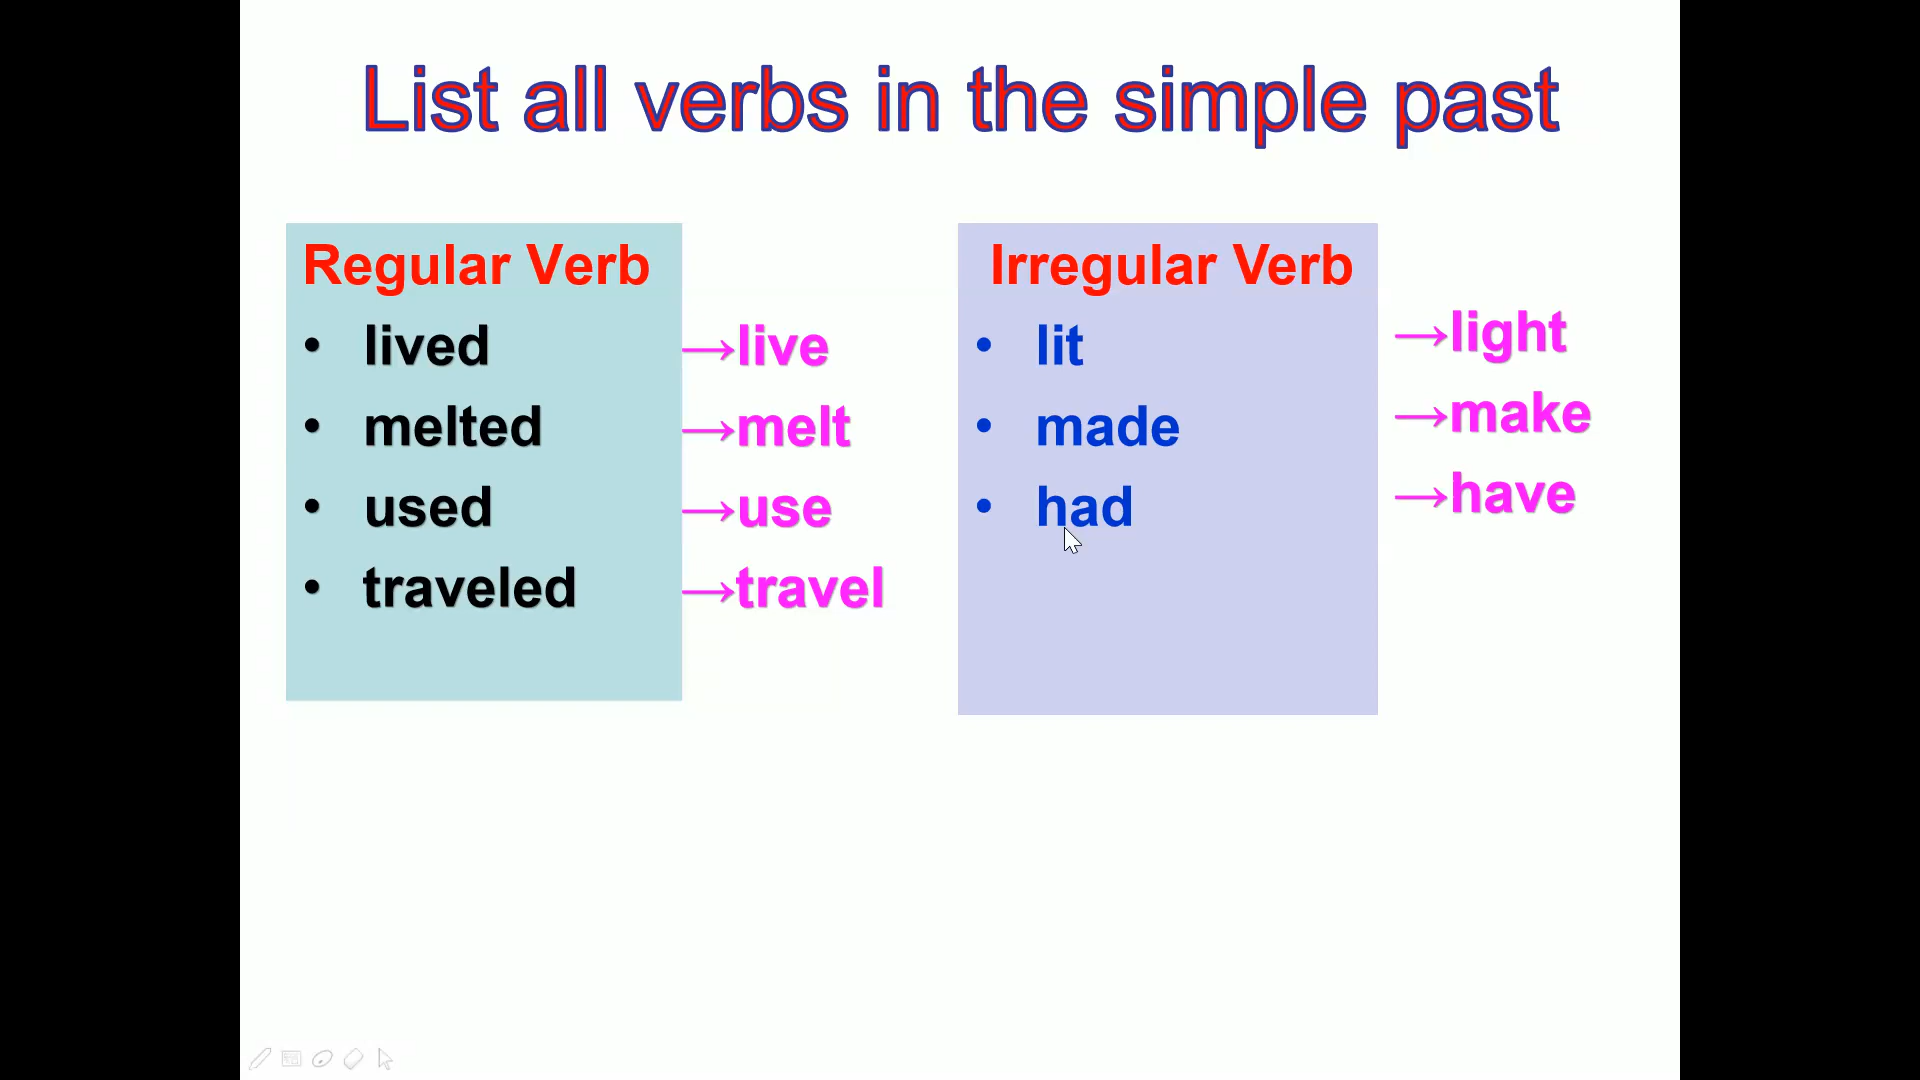 List all verbs in the simple past
Regular Verb
• lived →live
• melted →melt
• used →use
• traveled →travel
Irregular Verb
• lit →light
• made →make
• had →have